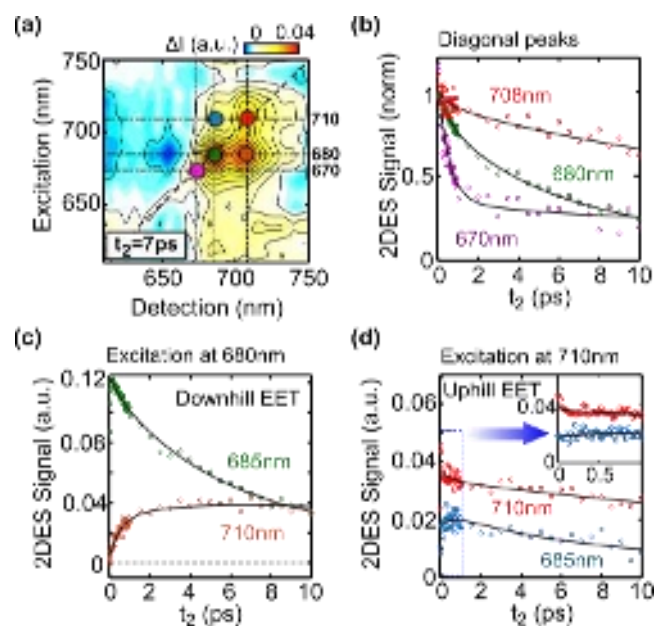 (a)
ΔI (a.u.) 0 0.04
750
700
650
Excitation (nm)
710
680
670
t2=7ps
650 700 750
Detection (nm)
(b)
Diagonal peaks
1
0.5
0
2DES Signal (norm)
708nm
680nm
670nm
0 2 4 6 8 10
t2 (ps)
(c)
Excitation at 680nm
0.12
0.08
0.04
0
2DES Signal (a.u.)
Downhill EET
685nm
710nm
0 2 4 6 8 10
t2 (ps)
(d)
Excitation at 710nm
0.06
0.04
0.02
0
2DES Signal (a.u.)
Uphill EET
0.04
0
0 0.5
710nm
685nm
0 2 4 6 8 10
t2 (ps)